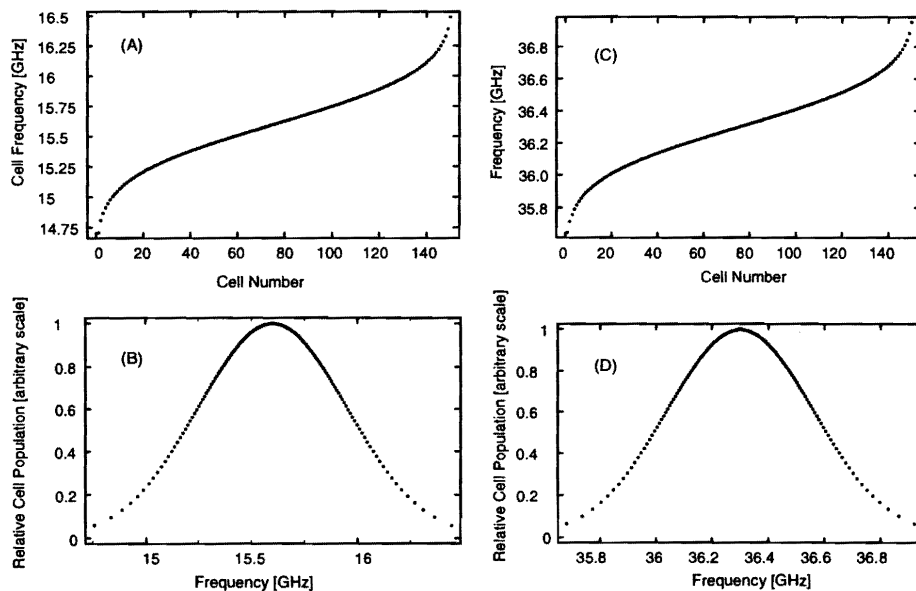 (A)
Cell Frequency [GHz]
16.5
16.25
16
15.75
15.5
15.25
15
14.75
0 20 40 60 80 100 120 140
Cell Number
(C)
Frequency [GHz]
36.8
36.6
36.4
36.2
36.0
35.8
0 20 40 60 80 100 120 140
Cell Number
(B)
Relative Cell Population [arbitrary scale]
1
0.8
0.6
0.4
0.2
0
15 15.6 16
Frequency [GHz]
(D)
Relative Cell Population [arbitrary scale]
1
0.8
0.6
0.4
0.2
0
35.8 36 36.2 36.4 36.6 36.8
Frequency [GHz]